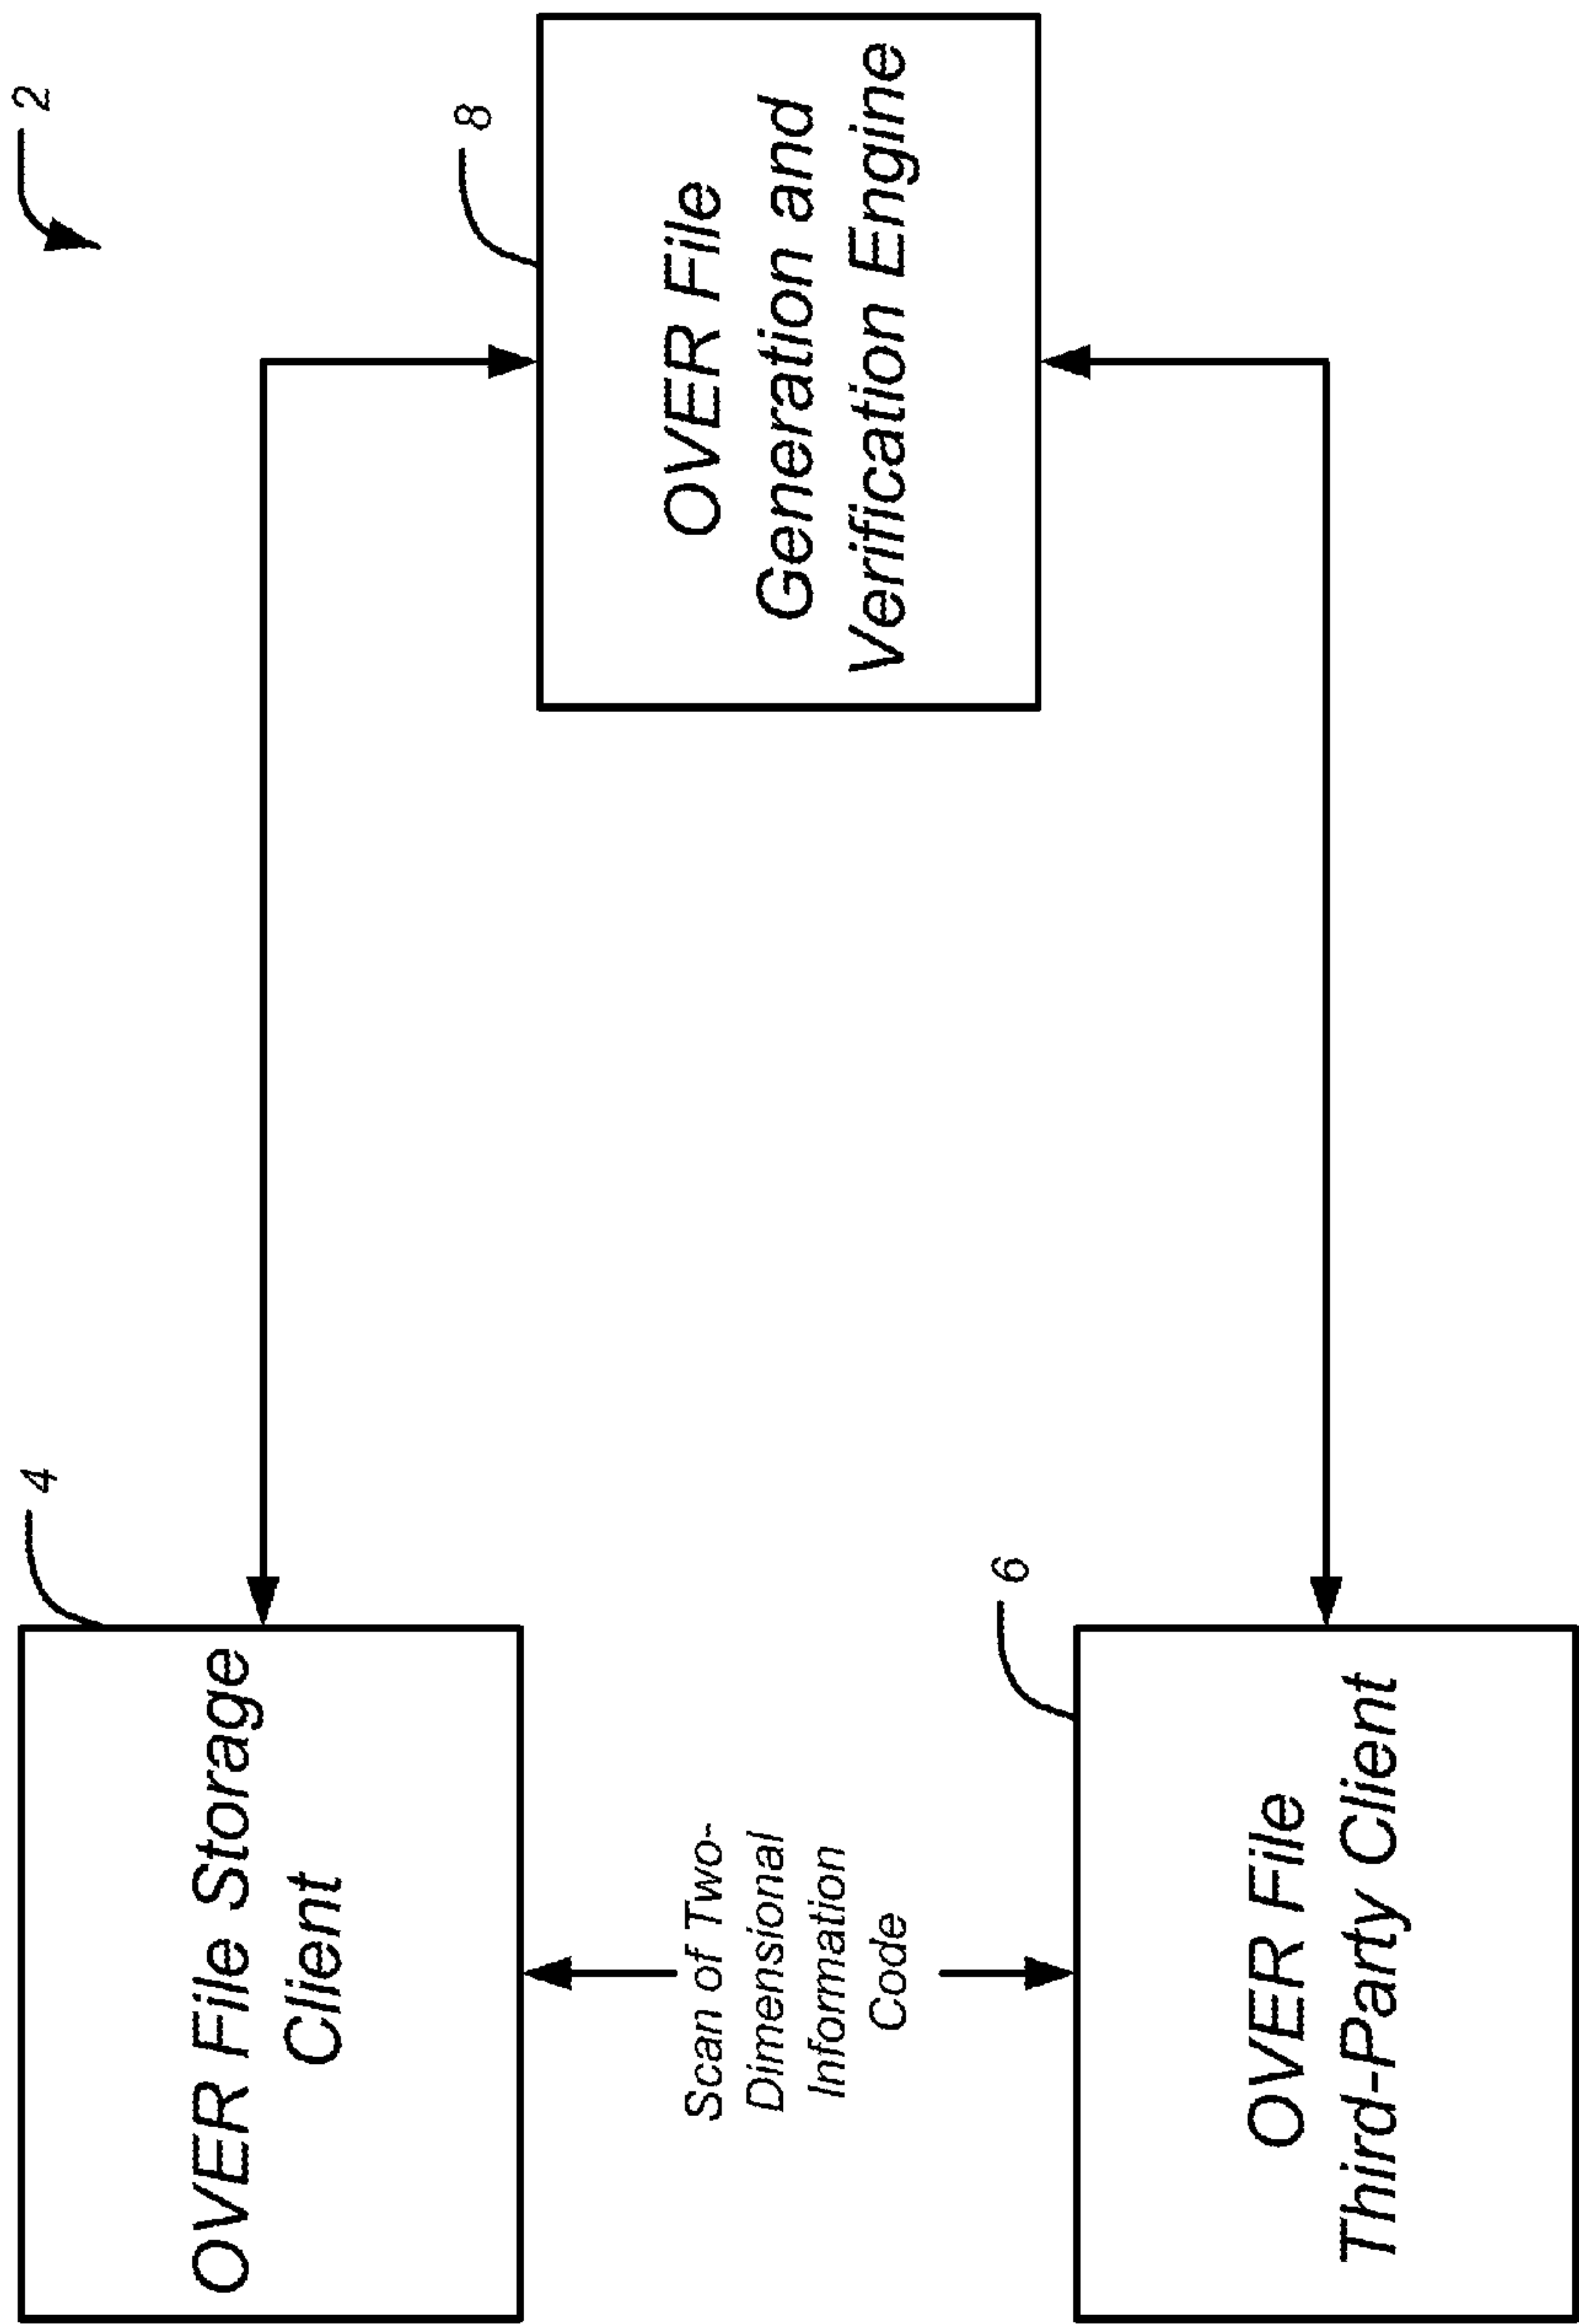 2
4
OVER File Storage
Client
8
OVER File
Generation and
Verification Engine
Scan of Two-
Dimensional
Information
Code
6
OVER File
Third-Party Client